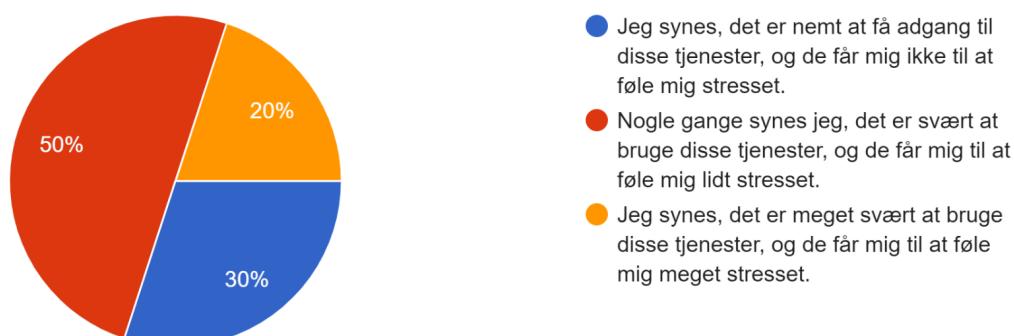 50%
20%
30%
Jeg synes, det er nemt at få adgang til
disse tjenester, og de får mig ikke til at
føle mig stresset.
Nogle gange synes jeg, det er svært at
bruge disse tjenester, og de får mig til at
føle mig lidt stresset.
Jeg synes, det er meget svært at bruge
disse tjenester, og de får mig til at føle
mig meget stresset.